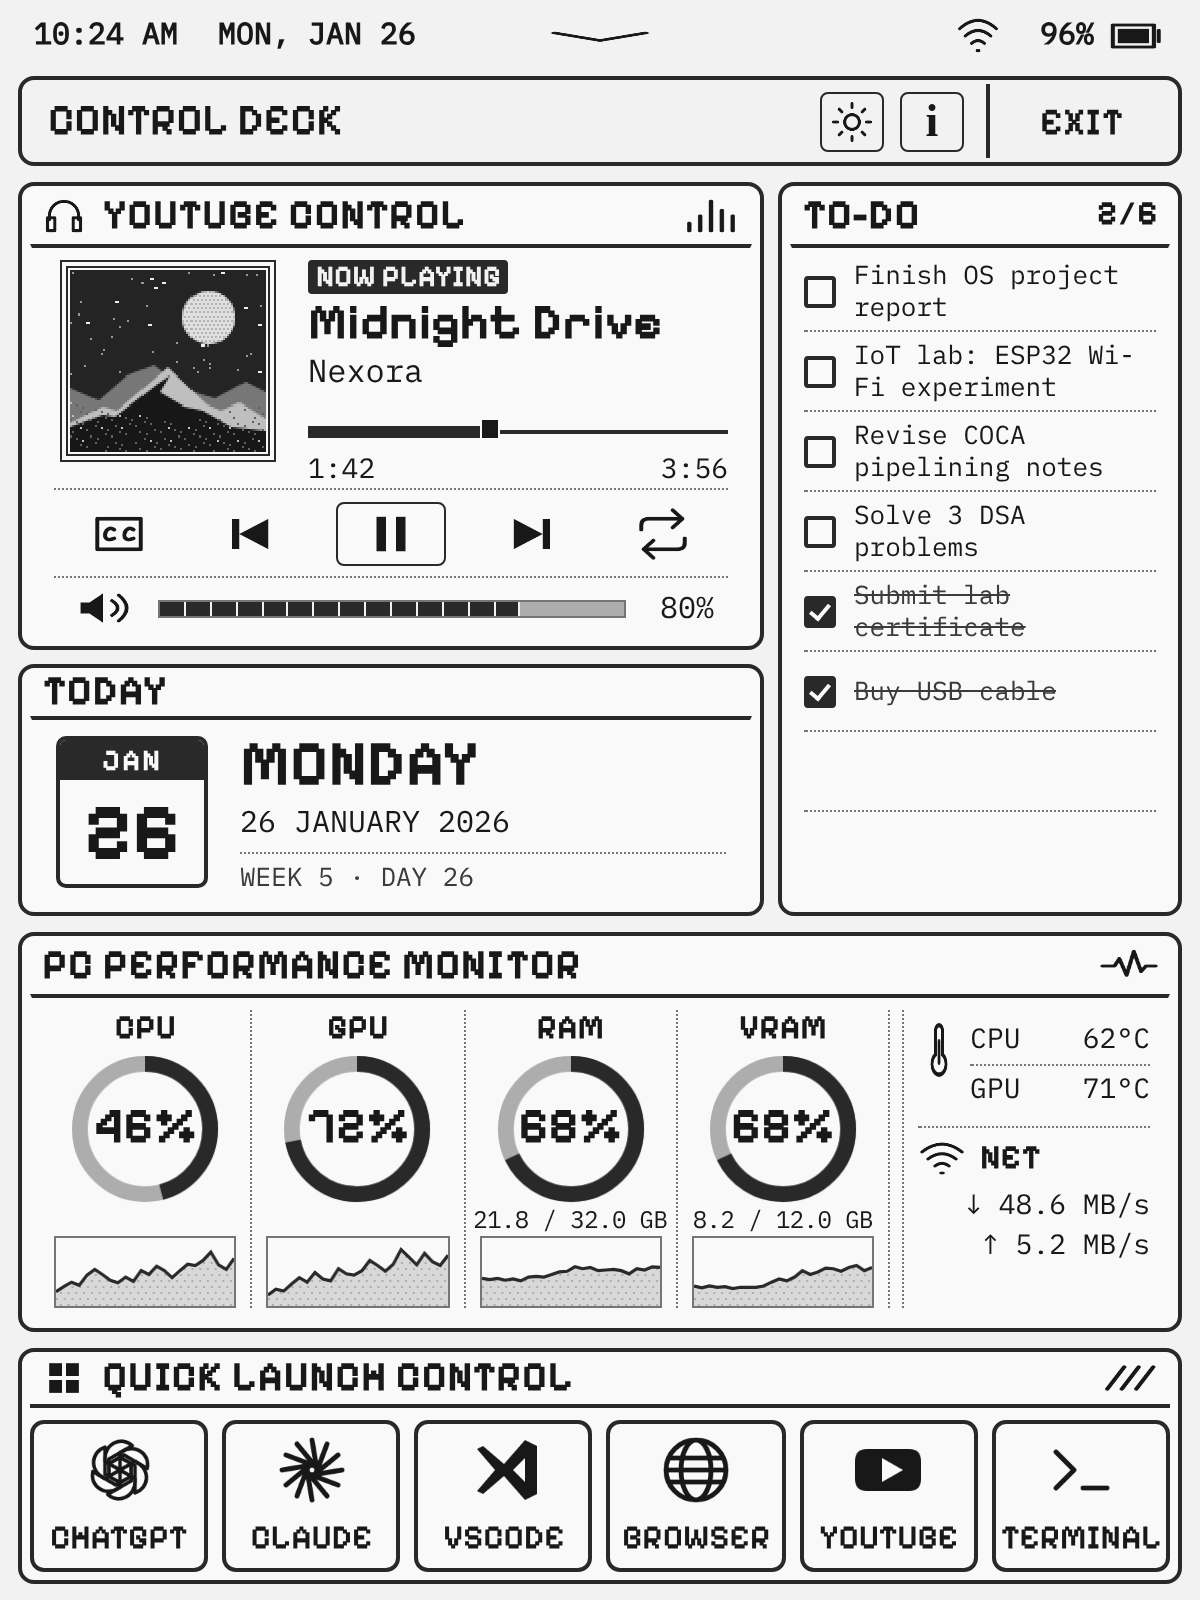 10:24 AM MON, JAN 26 96%
CONTROL DECK i EXIT
YOUTUBE CONTROL
NOW PLAYING
Midnight Drive
Nexora
1:42 3:56
CC
80%
TO-DO 2/6
Finish OS project
report
IoT lab: ESP32 Wi-
Fi experiment
Revise COCA
pipelining notes
Solve 3 DSA
problems
Submit lab
certificate
Buy USB cable
TODAY
JAN
26
MONDAY
26 JANUARY 2026
WEEK 5 · DAY 26
PC PERFORMANCE MONITOR
CPU
46%
GPU
72%
RAM
68%
21.8 / 32.0 GB
VRAM
68%
8.2 / 12.0 GB
CPU 62°C
GPU 71°C
NET
↓ 48.6 MB/s
↑ 5.2 MB/s
QUICK LAUNCH CONTROL
CHATGPT CLAUDE VSCODE BROWSER YOUTUBE TERMINAL